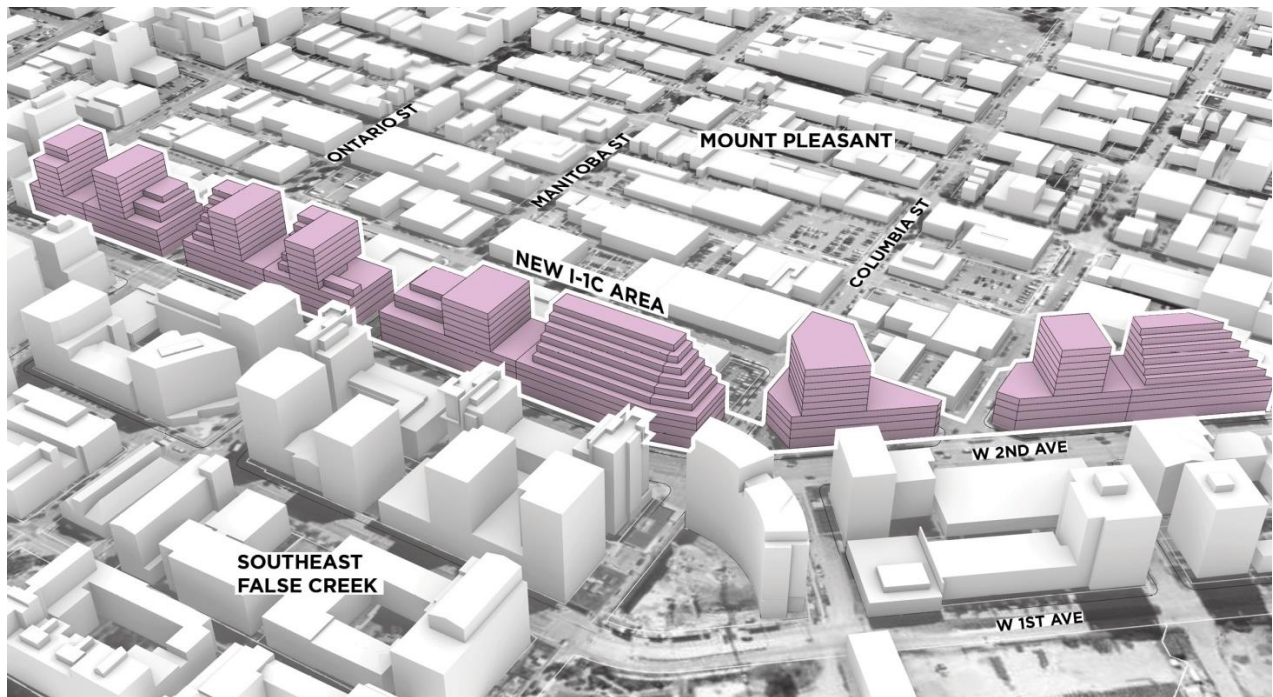 ONTARIO ST
MANITOBA ST
MOUNT PLEASANT
COLUMBIA ST
NEW I-1C AREA
W 2ND AVE
SOUTHEAST
FALSE CREEK
W 1ST AVE